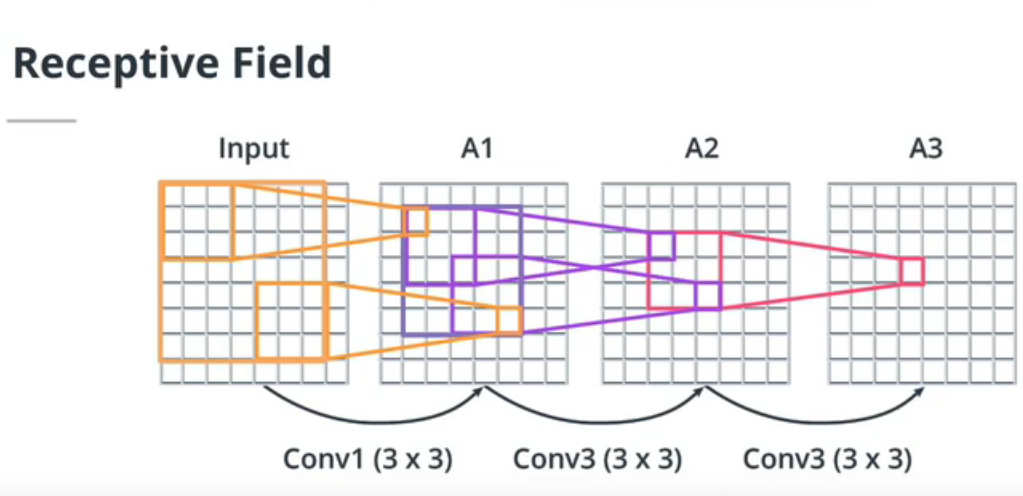 Receptive Field
Input A1 A2 A3
Conv1 (3 x 3) Conv3 (3 x 3) Conv3 (3 x 3)